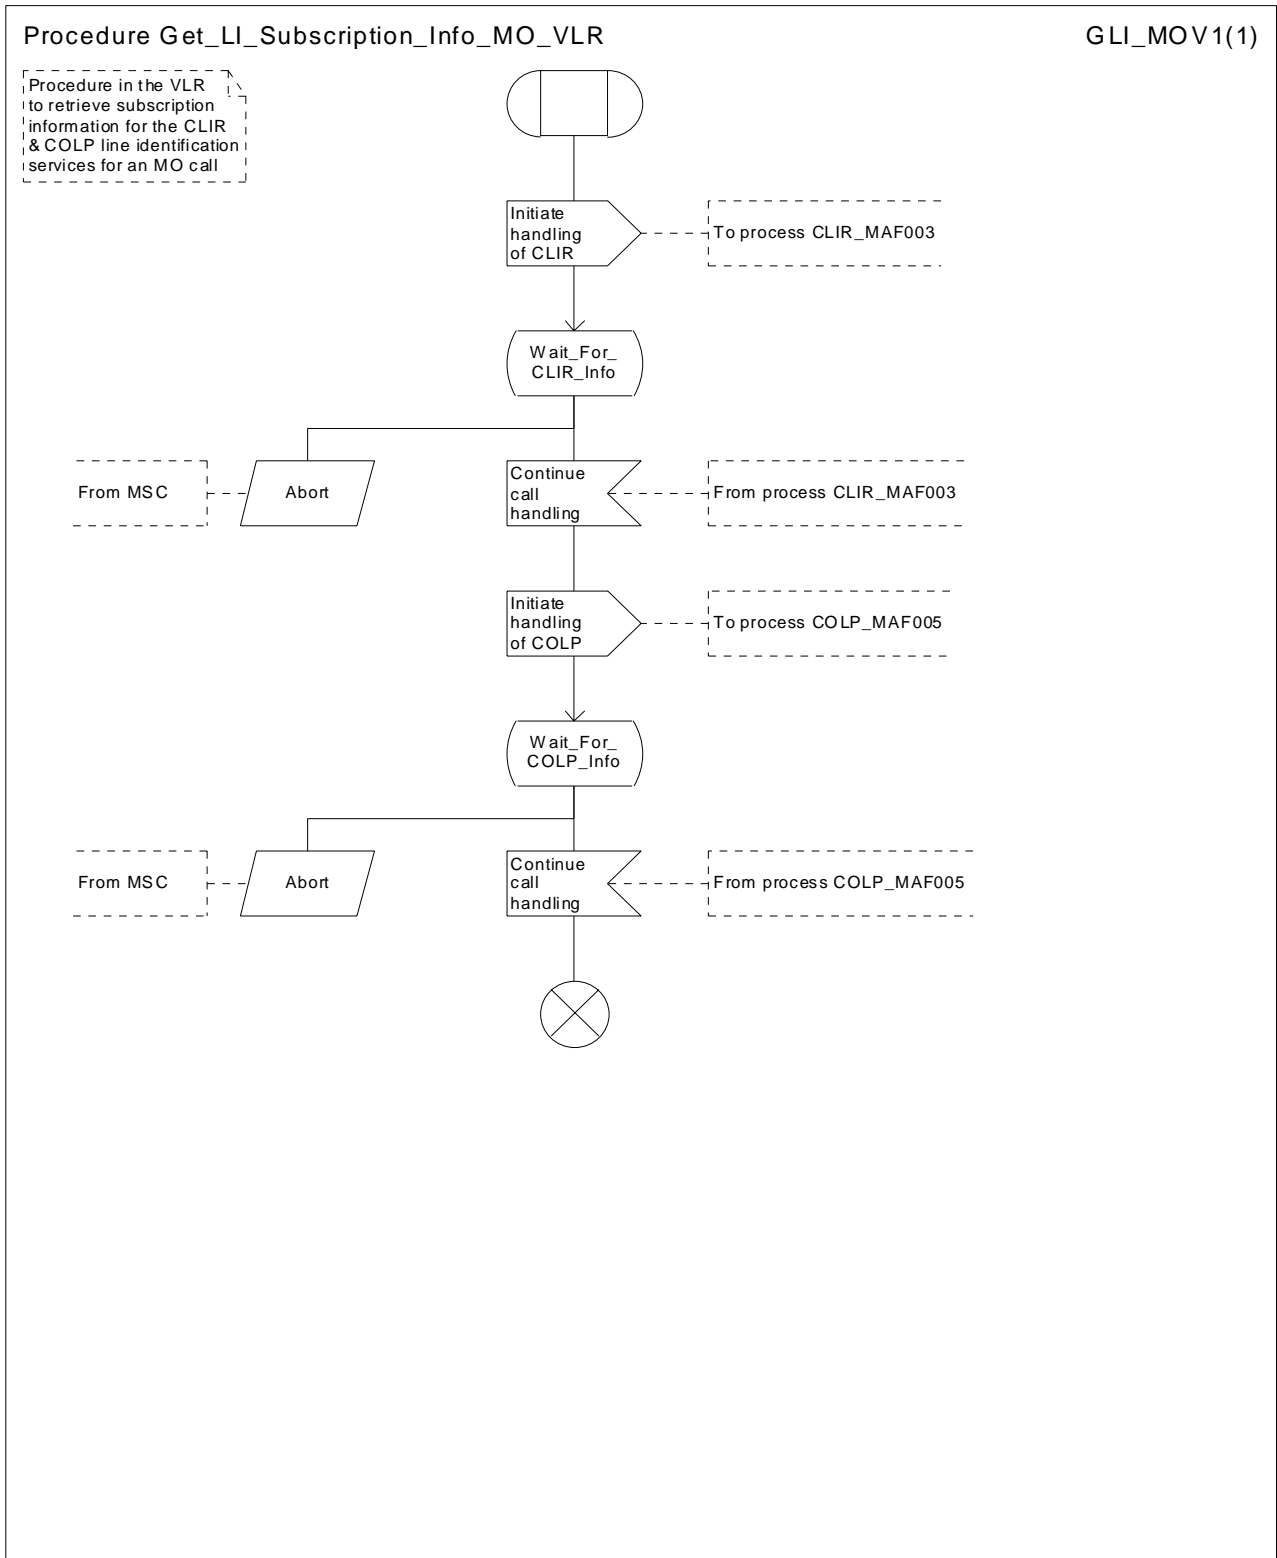 Procedure Get_LI_Subscription_Info_MO_VLR
GLI_MOV1(1)
Procedure in the VLR
to retrieve subscription
information for the CLIR
& COLP line identification
services for an MO call
Initiate
handling
of CLIR
To process CLIR_MAF003
Wait_For_
CLIR_Info
From MSC
Abort
Continue
call
handling
From process CLIR_MAF003
Initiate
handling
of COLP
To process COLP_MAF005
Wait_For_
COLP_Info
From MSC
Abort
Continue
call
handling
From process COLP_MAF005